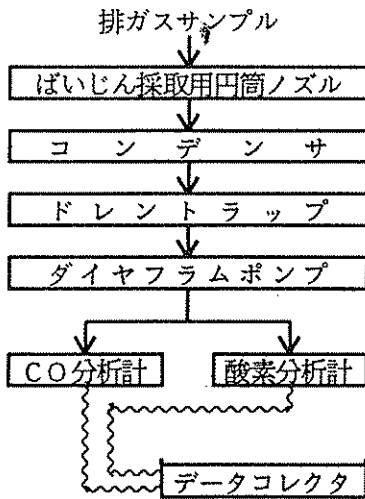 排ガスサンプル
ばいじん採取用円筒ノズル
コンデンサ
ドレントラップ
ダイヤフラムポンプ
CO分析計
酸素分析計
データコレクタ